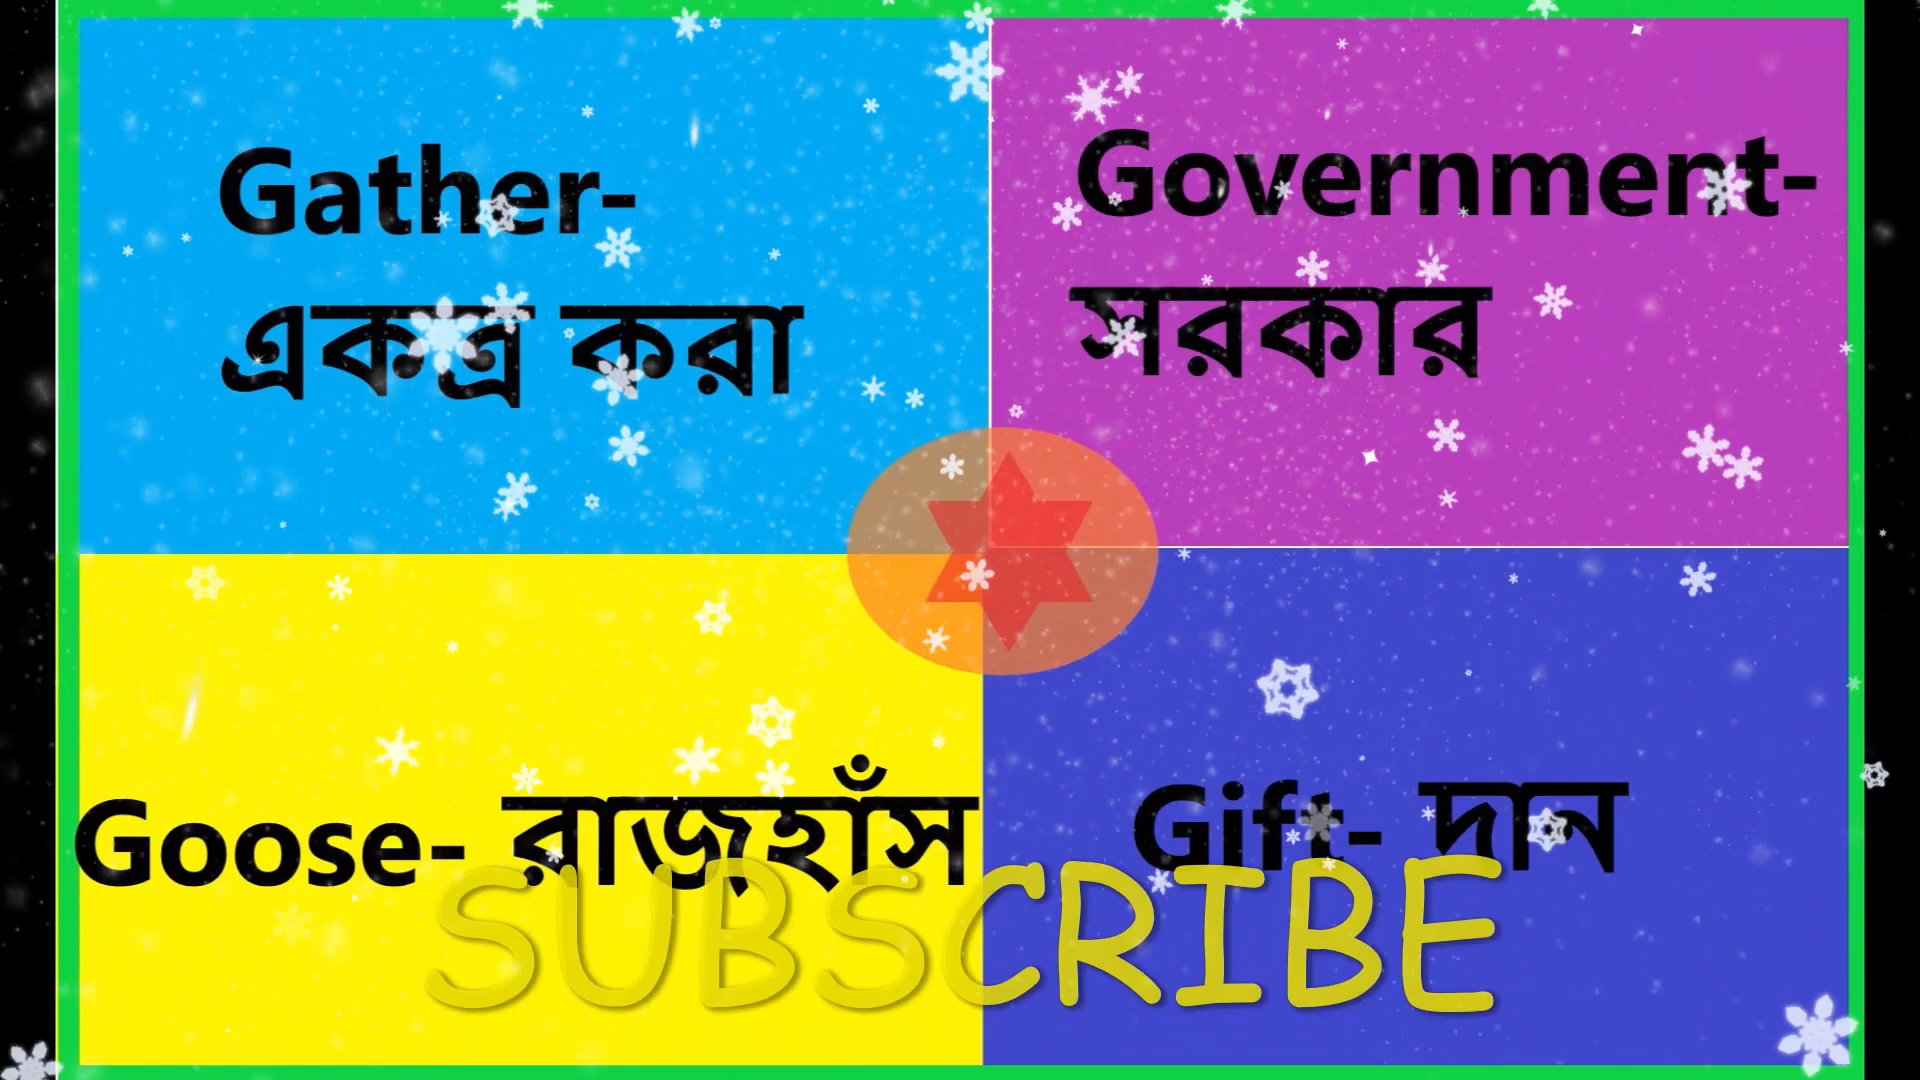 Gather-
একত্র করা
Government-
সরকার
Goose- রাজহাঁস
Gift- দান
SUBSCRIBE